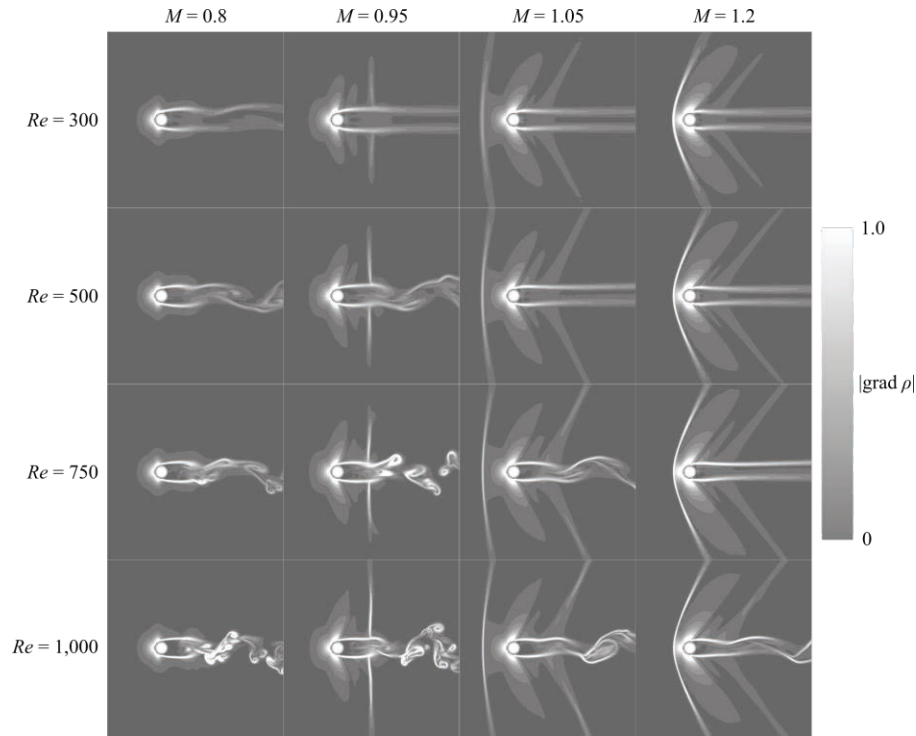 M = 0.8
M = 0.95
M = 1.05
M = 1.2
Re = 300
Re = 500
1.0
|grad ρ|
Re = 750
0
Re = 1,000